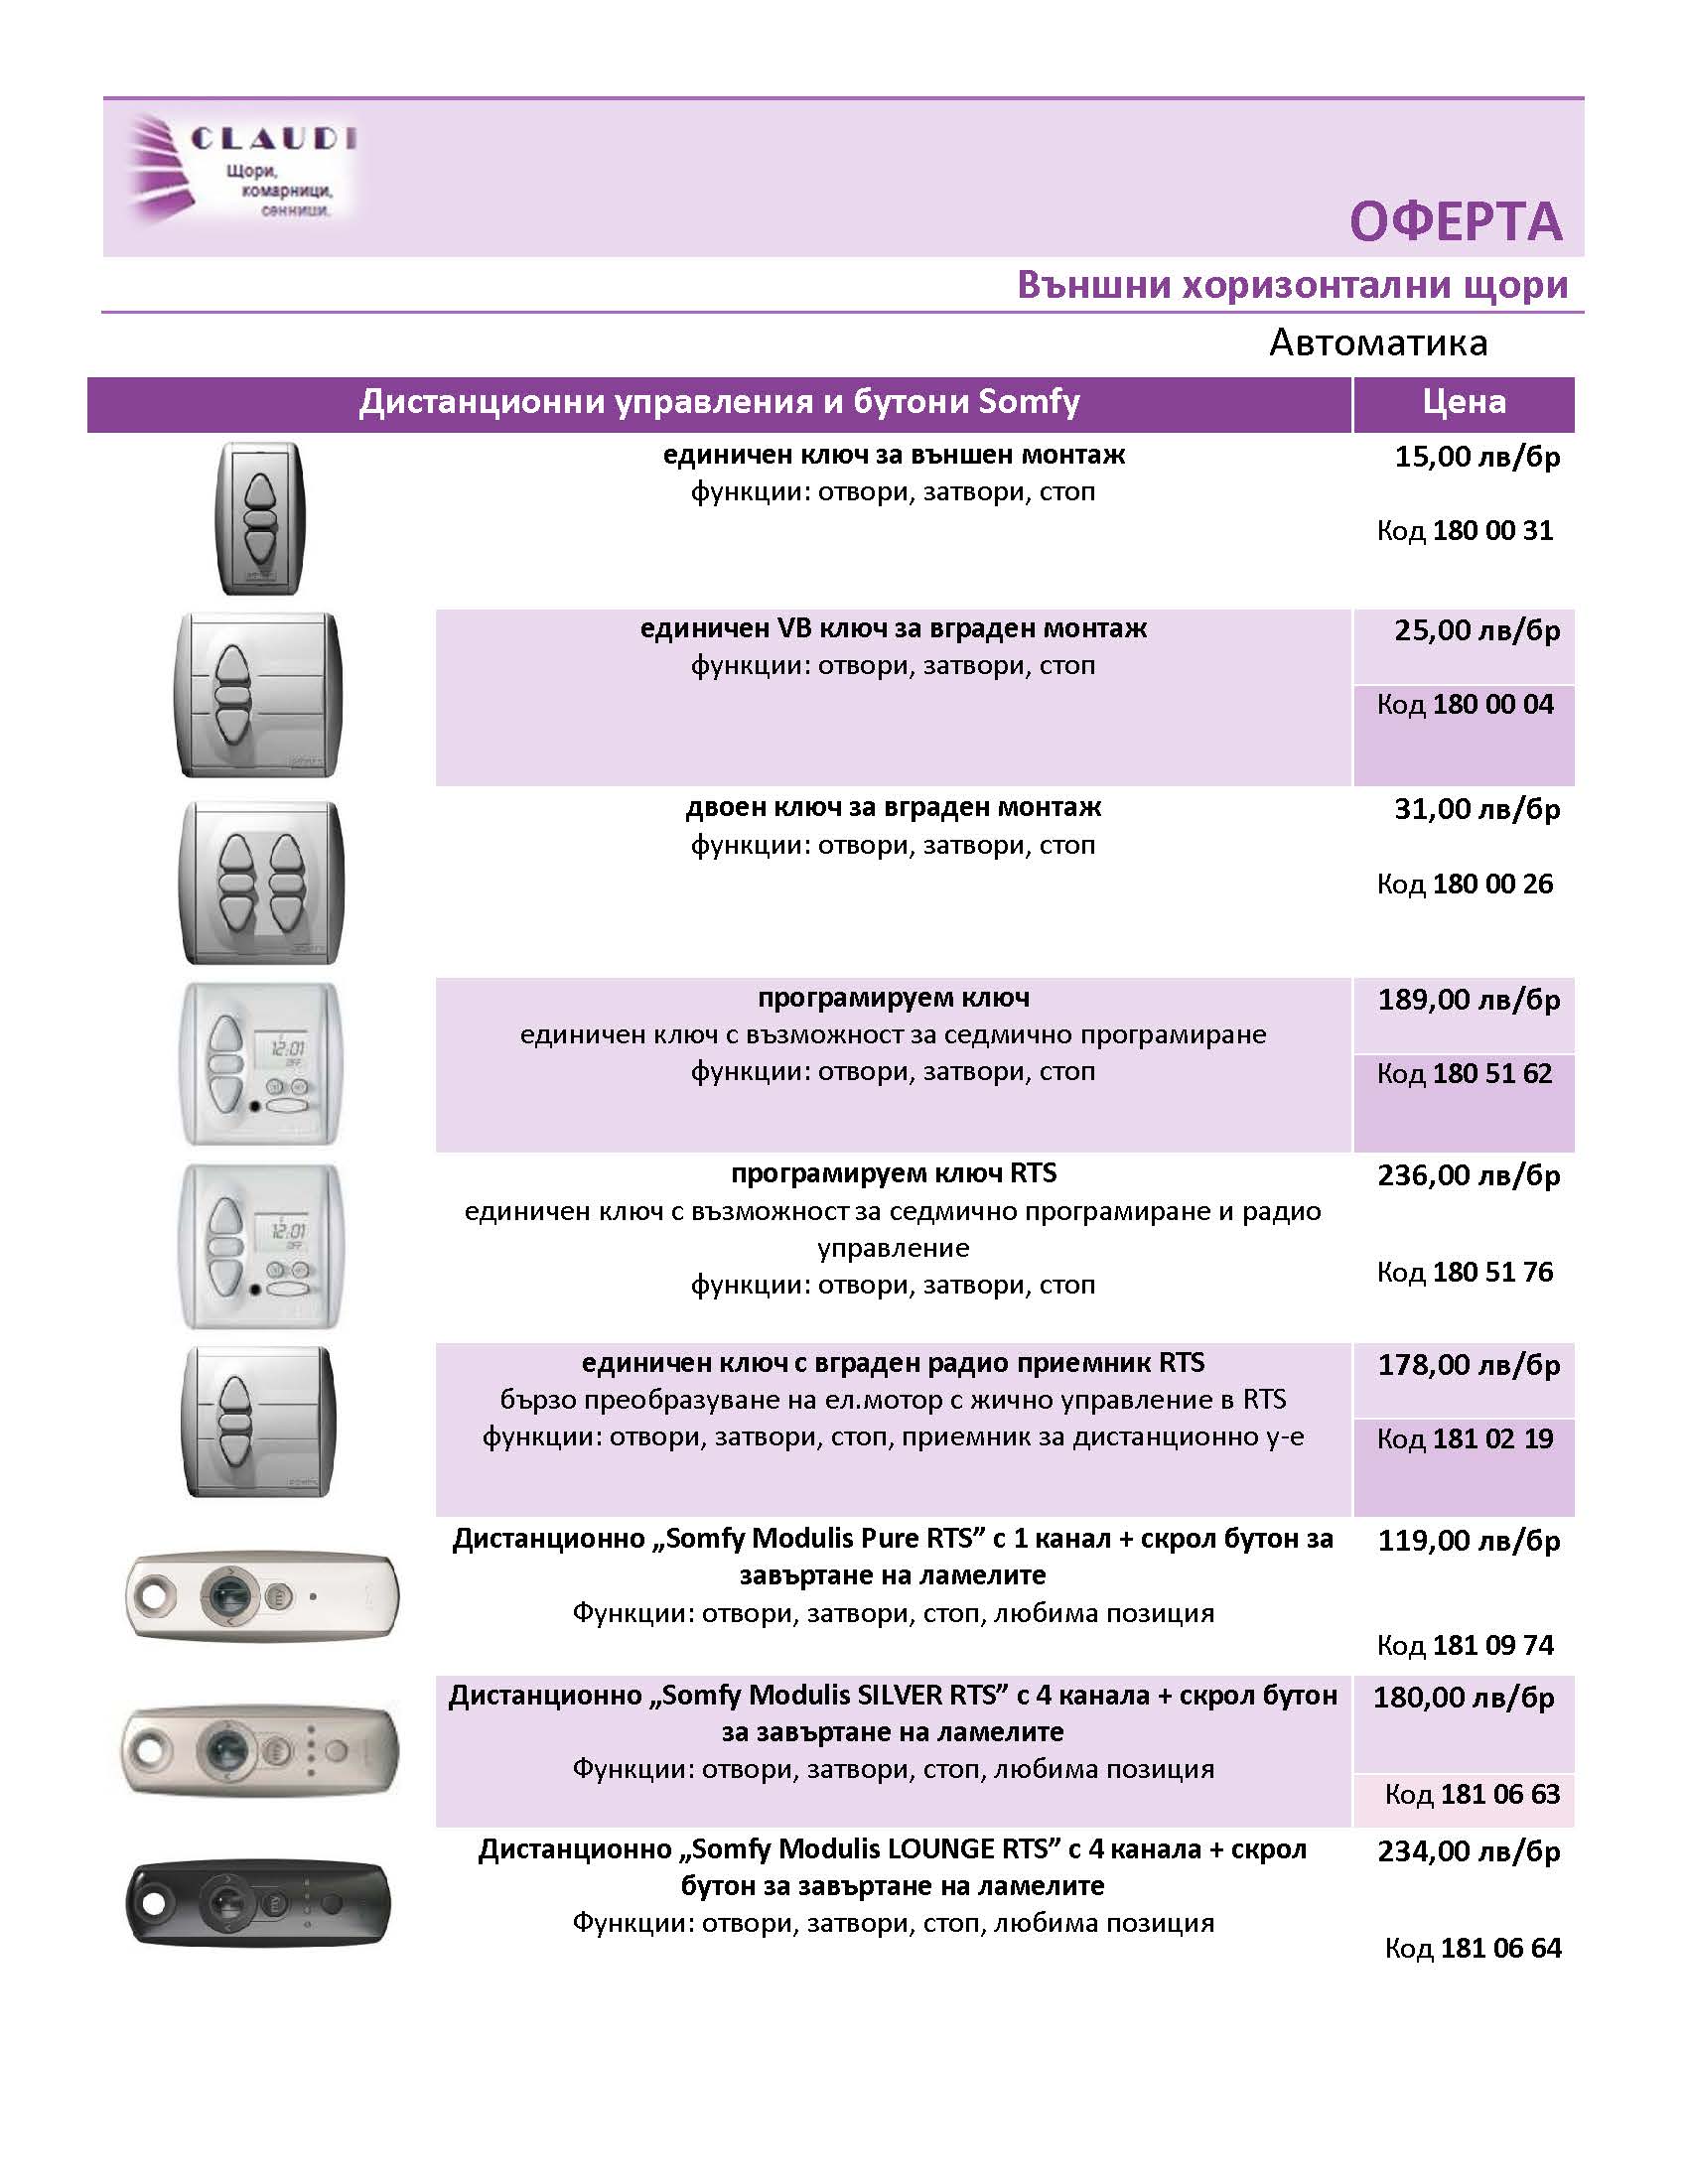 CLAUDI
Щори,
комарници,
сенници.
ОФЕРТА
Външни хоризонтални щори
Автоматика
Дистанционни управления и бутони Somfy
Цена
единичен ключ за външен монтаж
15,00 лв/бр
функции: отвори, затвори, стоп
Код 180 00 31
единичен VB ключ за вграден монтаж
25,00 лв/бр
функции: отвори, затвори, стоп
Код 180 00 04
двоен ключ за вграден монтаж
31,00 лв/бр
функции: отвори, затвори, стоп
Код 180 00 26
програмируем ключ
189,00 лв/бр
единичен ключ с възможност за седмично програмиране
12:01
OFF
функции: отвори, затвори, стоп
Код 180 51 62
програмируем ключ RTS
236,00 лв/бр
единичен ключ с възможност за седмично програмиране и радио
управление
12:01
OFF
функции: отвори, затвори, стоп
Код 180 51 76
единичен ключ с вграден радио приемник RTS
178,00 лв/бр
бързо преобразуване на ел.мотор с жично управление в RTS
функции: отвори, затвори, стоп, приемник за дистанционно у-е
Код 181 02 19
Дистанционно „Somfy Modulis Pure RTS” с 1 канал + скрол бутон за
119,00 лв/бр
завъртане на ламелите
my
Функции: отвори, затвори, стоп, любима позиция
Код 181 09 74
Дистанционно „Somfy Modulis SILVER RTS” с 4 канала + скрол бутон
180,00 лв/бр
за завъртане на ламелите
my
Функции: отвори, затвори, стоп, любима позиция
Код 181 06 63
Дистанционно „Somfy Modulis LOUNGE RTS” с 4 канала + скрол
234,00 лв/бр
бутон за завъртане на ламелите
my
Функции: отвори, затвори, стоп, любима позиция
Код 181 06 64